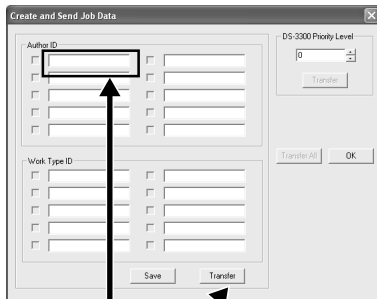 Create and Send Job Data
Author ID
DS-3300 Priority Level
0
Transfer
Transfer All
OK
Work Type ID
Save
Transfer